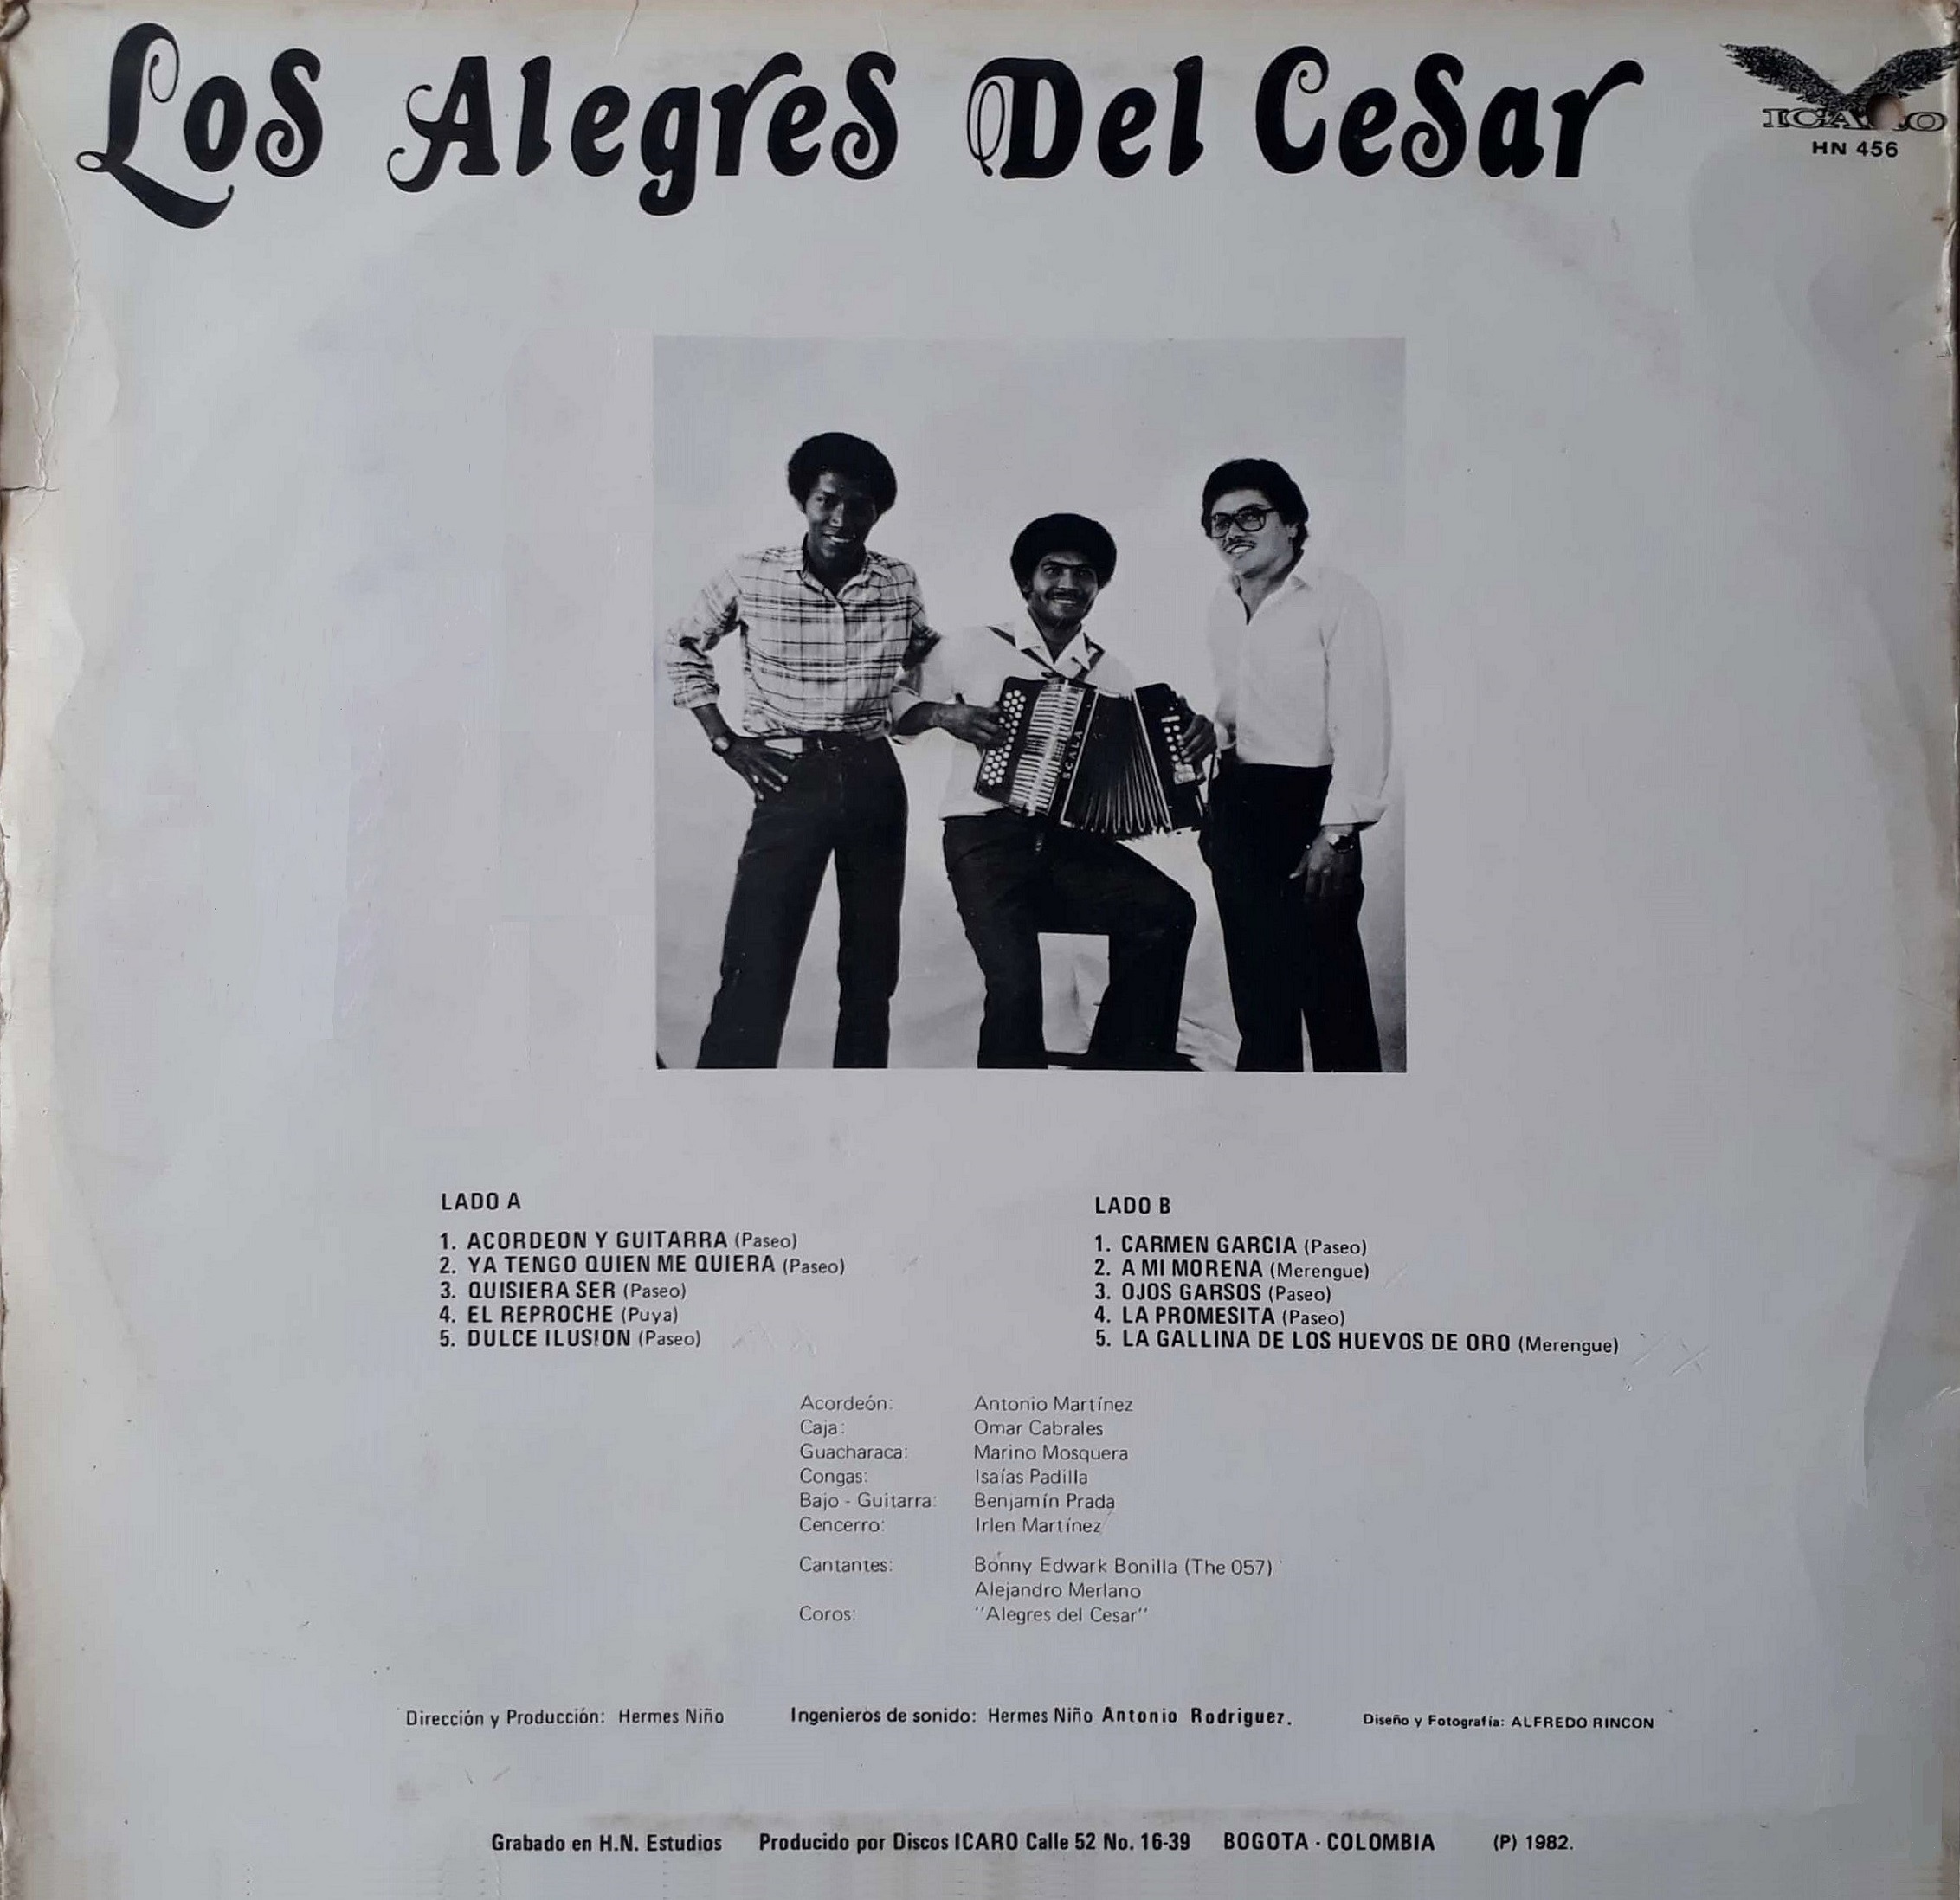 Los Alegres Del Cesar
ICARO
HN 456
SCALA
LADO A
1. ACORDEON Y GUITARRA (Paseo)
2. YA TENGO QUIEN ME QUIERA (Paseo)
3. QUISIERA SER (Paseo)
4. EL REPROCHE (Puya)
5. DULCE ILUSION (Paseo)
LADO B
1. CARMEN GARCIA (Paseo)
2. A MI MORENA (Merengue)
3. OJOS GARSOS (Paseo)
4. LA PROMESITA (Paseo)
5. LA GALLINA DE LOS HUEVOS DE ORO (Merengue)
Acordeón: Antonio Martínez
Caja: Omar Cabrales
Guacharaca: Marino Mosquera
Congas: Isaías Padilla
Bajo - Guitarra: Benjamín Prada
Cencerro: Irlen Martínez
Cantantes: Bonny Edwark Bonilla (The 057)
Alejandro Merlano
Coros: "Alegres del Cesar"
Dirección y Producción: Hermes Niño Ingenieros de sonido: Hermes Niño Antonio Rodriguez. Diseño y Fotografía: ALFREDO RINCON
Grabado en H.N. Estudios Producido por Discos ICARO Calle 52 No. 16-39 BOGOTA - COLOMBIA (P) 1982.